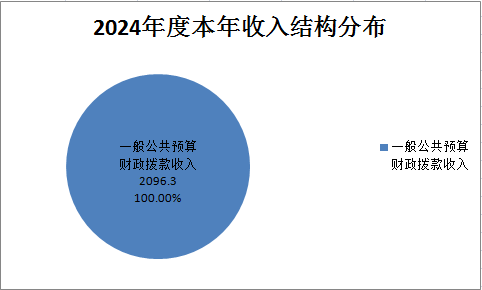 2024年度本年收入结构分布
一般公共预算
财政拨款收入
2096.3
100.00%
一般公共预算
财政拨款收入